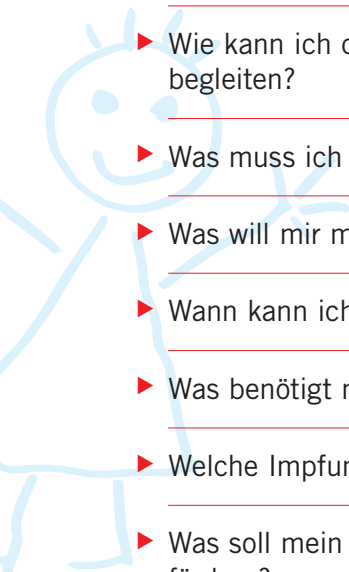 Wie kann ich
begleiten?
Was muss ich
Was will mir
Wann kann ich
Was benötigt
Welche
Was soll mein